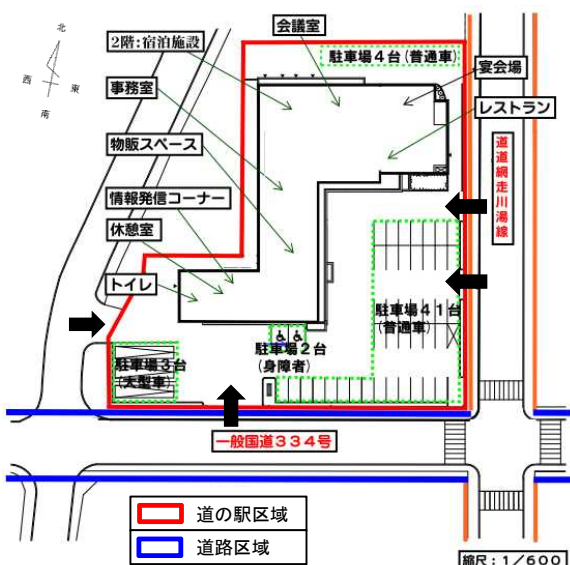 北
西
東
南
2階:宿泊施設
会議室
駐車場4台(普通車)
宴会場
事務室
レストラン
物販スペース
道道網走川湯線
情報発信コーナー
休憩室
トイレ
駐車場41台
(普通車)
駐車場2台
(身障者)
駐車場3台
(大型車)
一般国道334号
道の駅区域
道路区域
縮尺:1/600